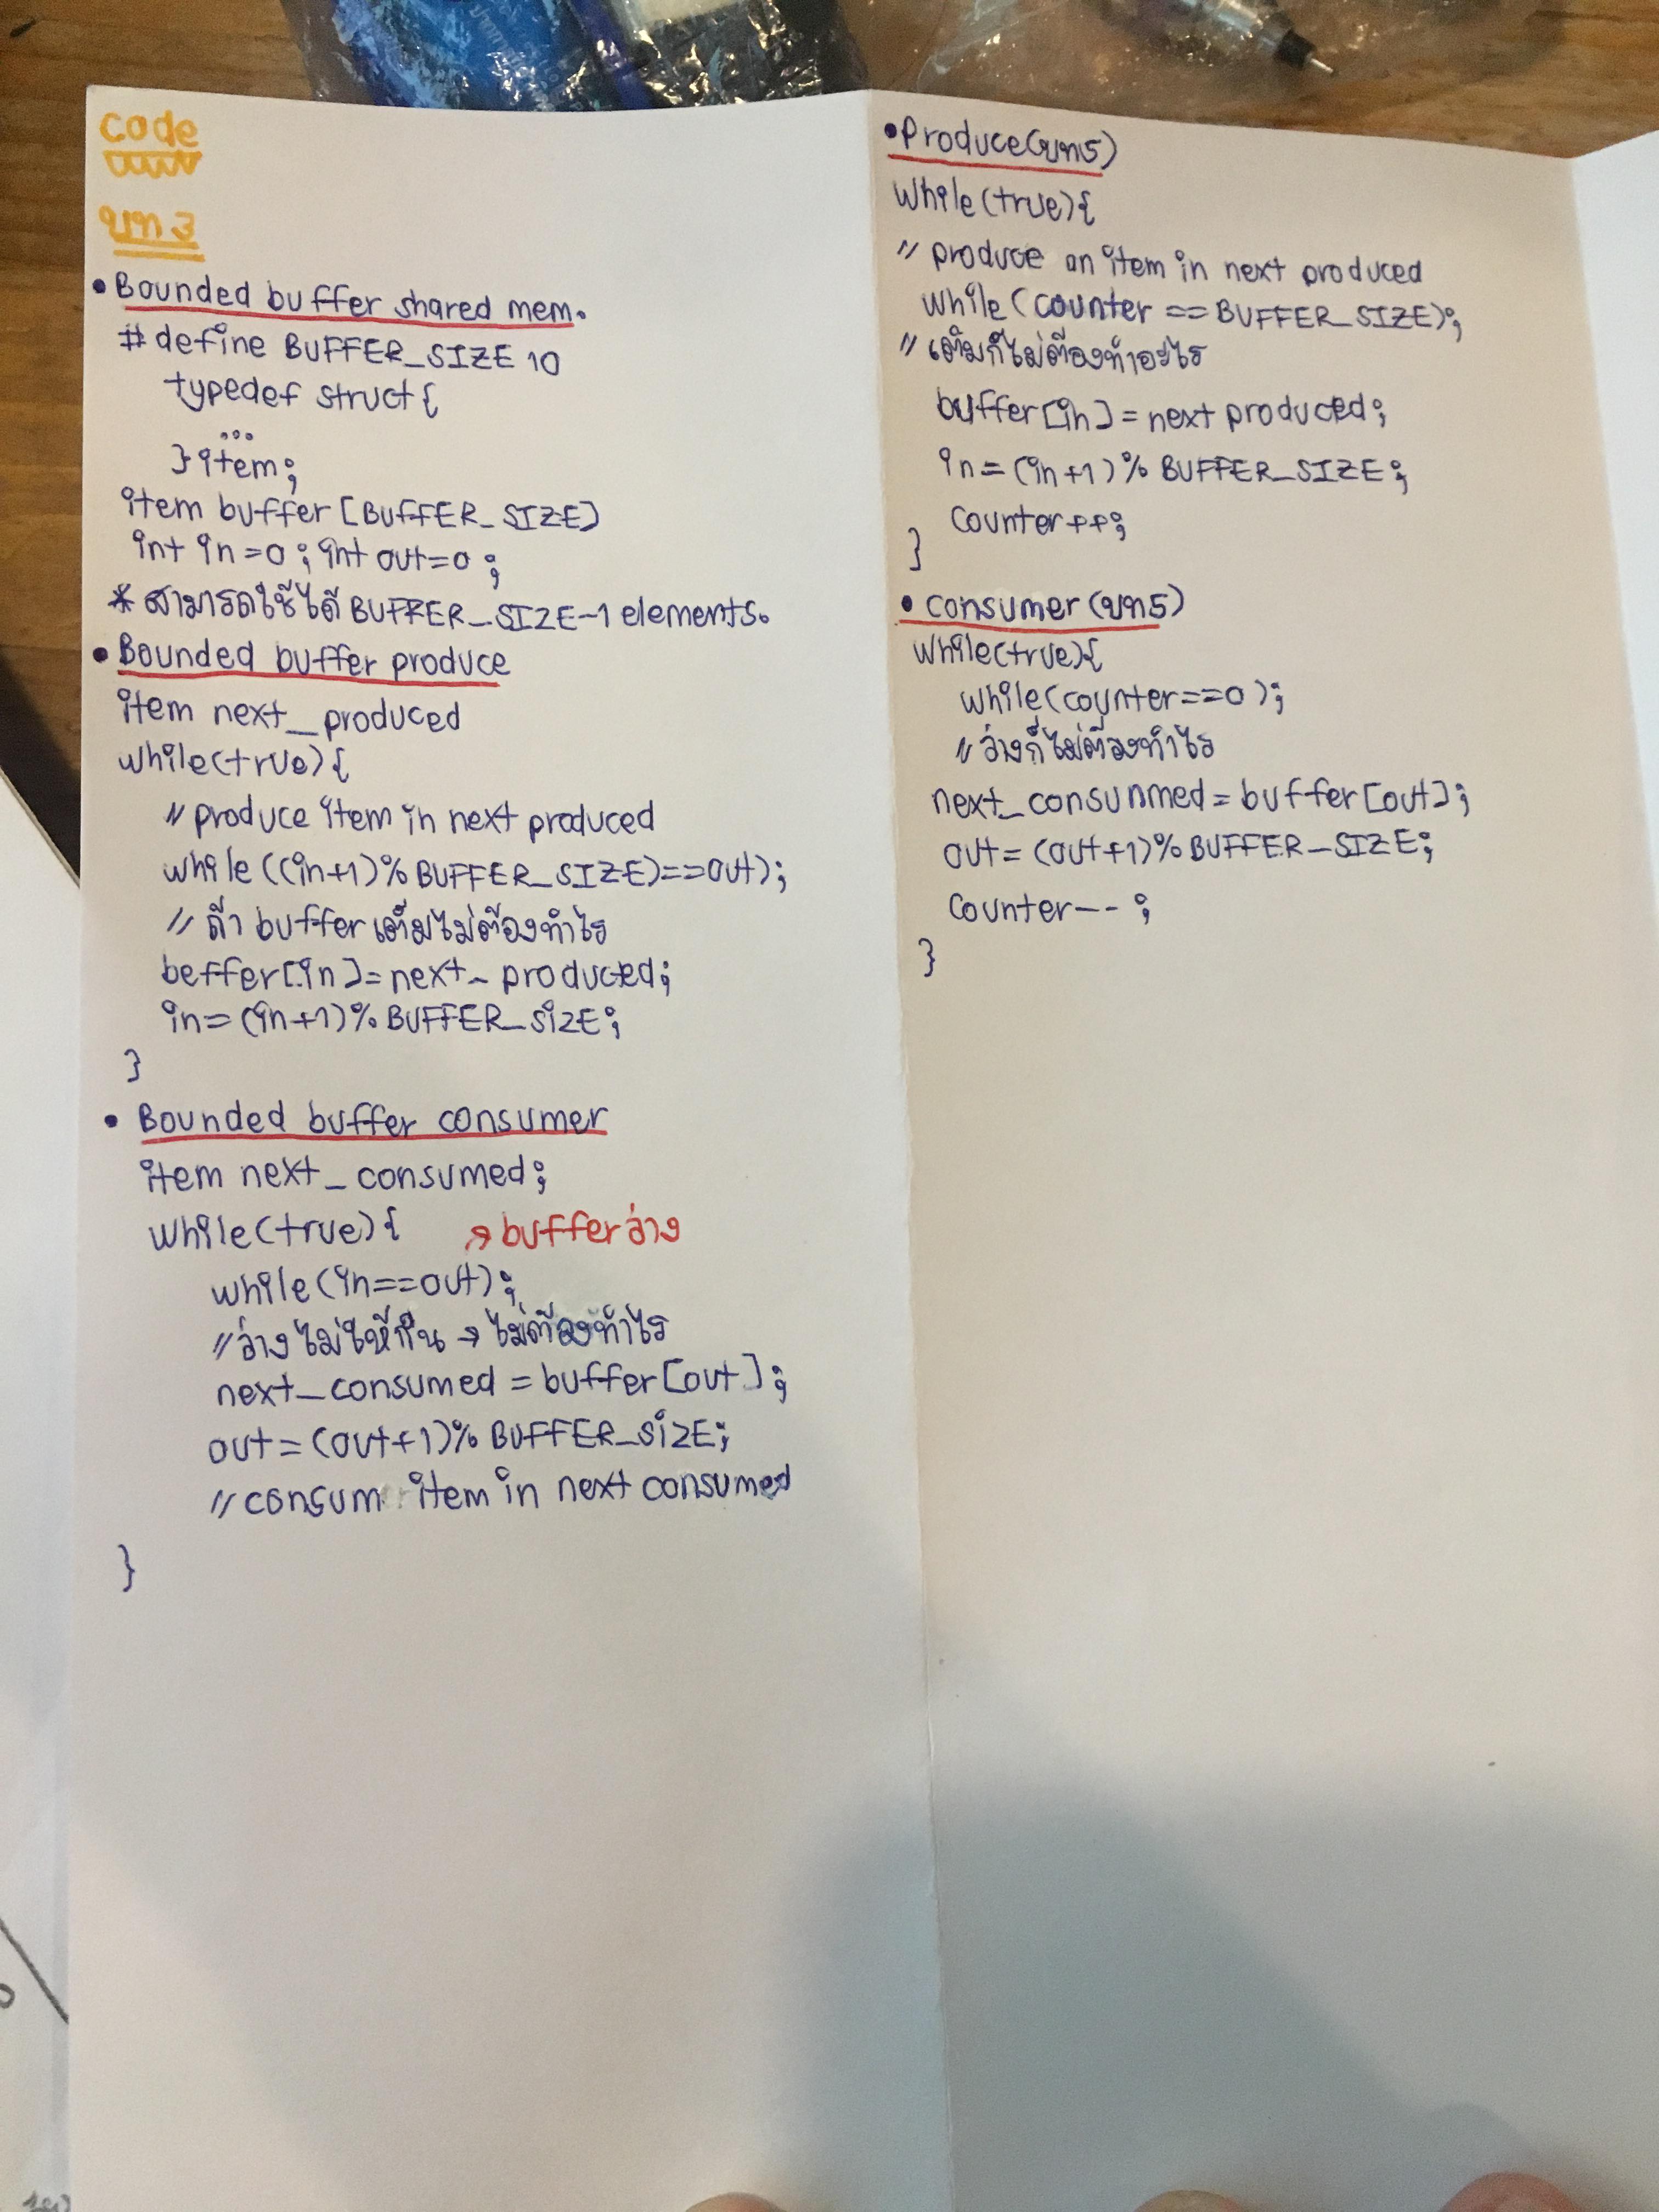 code
บท 3
• Bounded buffer shared mem.
# define BUFFER_SIZE 10
typedef struct {
...
} item;
item buffer [BUFFER_SIZE]
int in = 0 ; int out = 0 ;
* สามารถใช้ได้ BUFFER_SIZE-1 elements.
• Bounded buffer produce
item next_produced
while(true){
// produce item in next produced
while ((in+1)% BUFFER_SIZE)==out);
// ถ้า buffer เต็มไม่ต้องทำไร
beffer[in]=next_produced;
in=(in+1)% BUFFER_SIZE;
}
• Bounded buffer consumer
item next_consumed;
while(true){ → buffer ว่าง
while(in==out);
// ว่างไม่ให้กิน → ไม่ต้องทำไร
next_consumed = buffer[out];
out = (out+1)% BUFFER_SIZE;
// consum item in next consumed
}
• Produce(บท5)
while(true){
// produce an item in next produced
while (counter == BUFFER_SIZE);
// เต็มก็ไม่ต้องทำอะไร
buffer[in] = next produced;
in = (in+1)% BUFFER_SIZE;
counter++;
}
• consumer (บท5)
while(true){
while(counter==0);
// ว่างก็ไม่ต้องทำไร
next_consunmed = buffer[out];
out = (out+1)% BUFFER_SIZE;
counter-- ;
}